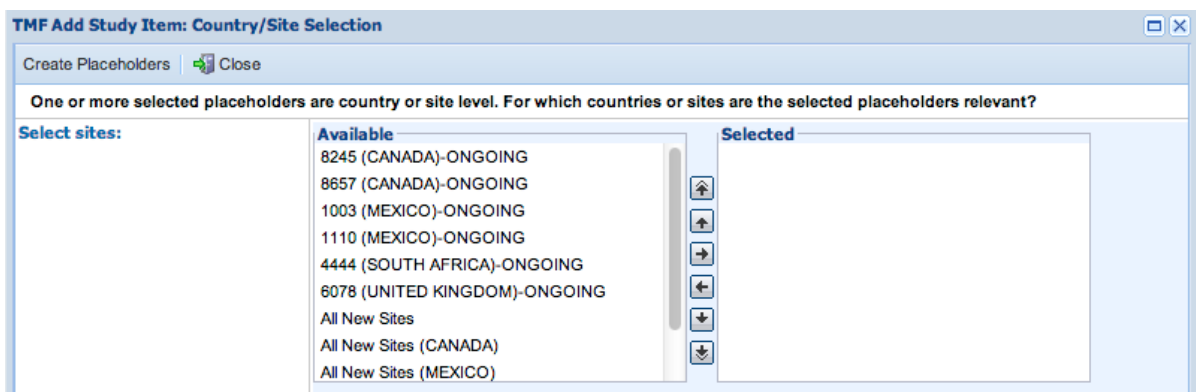 TMF Add Study Item: Country/Site Selection
Create Placeholders Close
One or more selected placeholders are country or site level. For which countries or sites are the selected placeholders relevant?
Select sites:
Available
8245 (CANADA)-ONGOING
8657 (CANADA)-ONGOING
1003 (MEXICO)-ONGOING
1110 (MEXICO)-ONGOING
4444 (SOUTH AFRICA)-ONGOING
6078 (UNITED KINGDOM)-ONGOING
All New Sites
All New Sites (CANADA)
All New Sites (MEXICO)
Selected